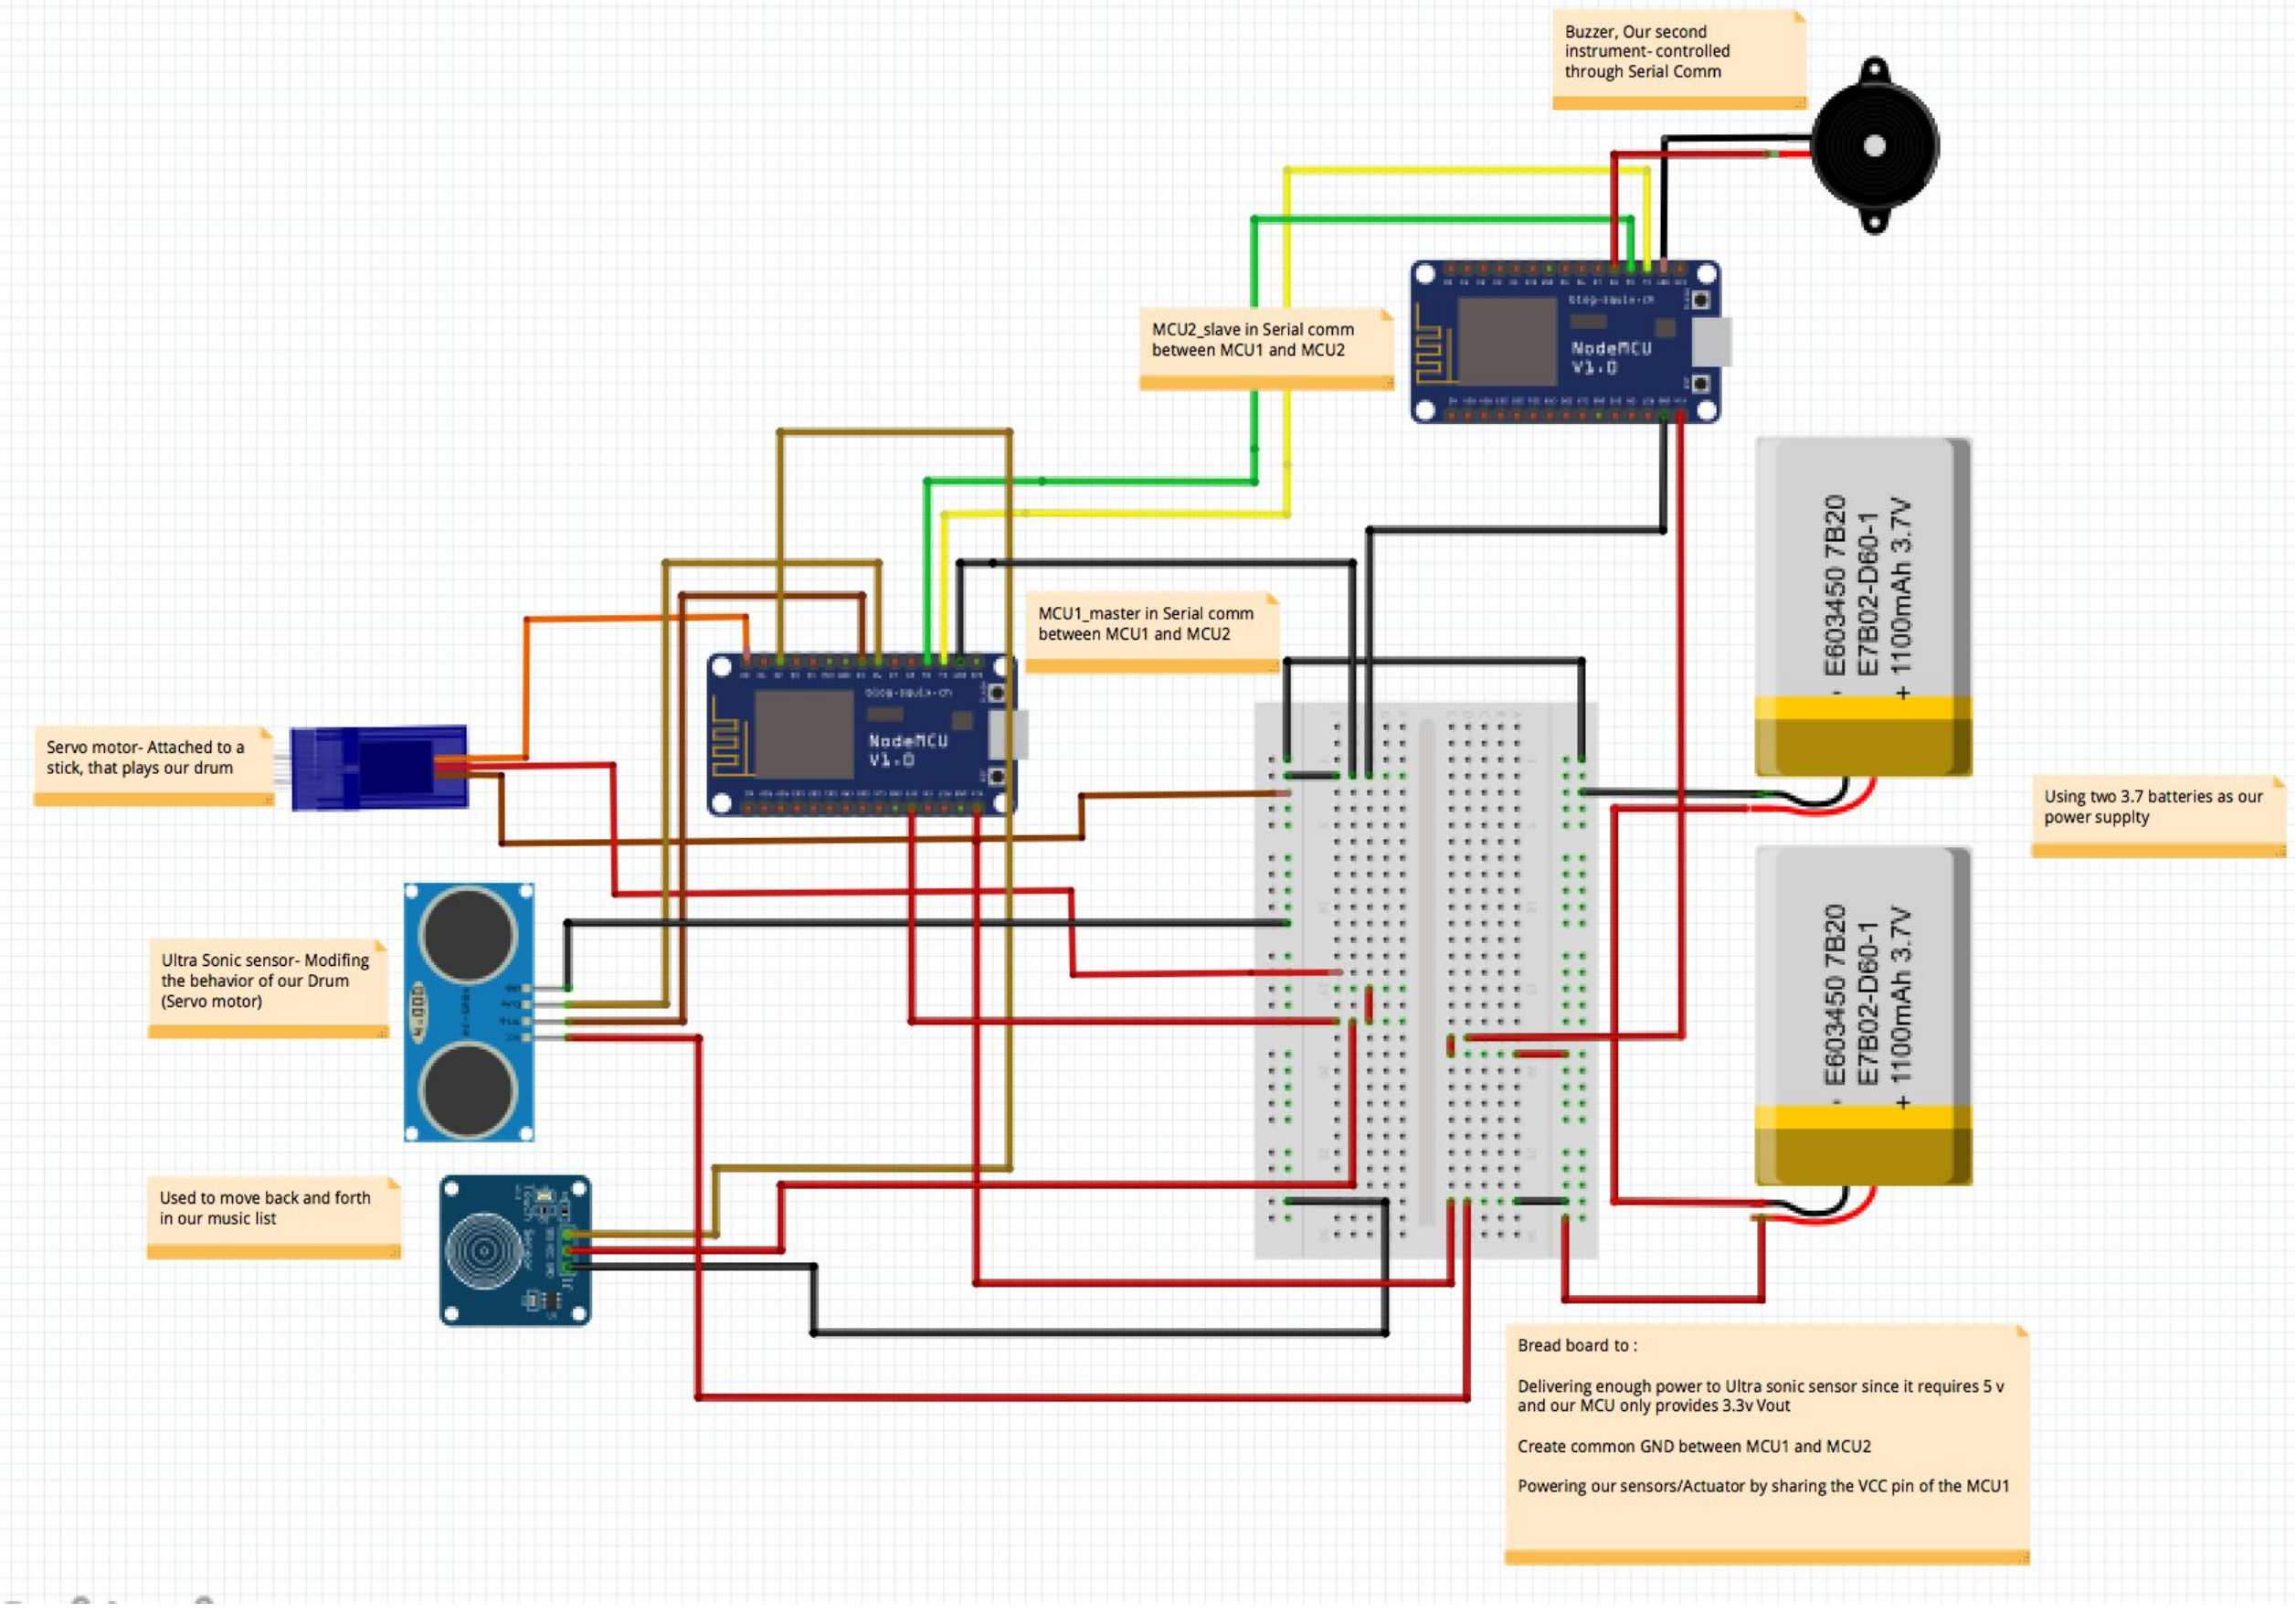 Buzzer, Our second
instrument- controlled
through Serial Comm
MCU2_slave in Serial comm
between MCU1 and MCU2
NodeMCU
V1.0
- E603450 7B20
E7B02-D60-1
+ 1100mAh 3.7V
MCU1_master in Serial comm
between MCU1 and MCU2
NodeMCU
V1.0
Servo motor- Attached to a
stick, that plays our drum
Using two 3.7 batteries as our
power supplty
- E603450 7B20
E7B02-D60-1
+ 1100mAh 3.7V
Ultra Sonic sensor- Modifing
the behavior of our Drum
(Servo motor)
Used to move back and forth
in our music list
Touch
Sensor
Bread board to :
Delivering enough power to Ultra sonic sensor since it requires 5 v
and our MCU only provides 3.3v Vout
Create common GND between MCU1 and MCU2
Powering our sensors/Actuator by sharing the VCC pin of the MCU1